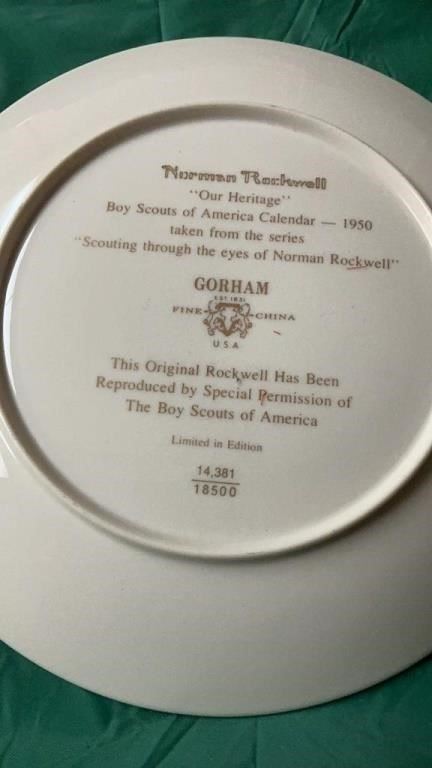 Norman Rockwell
"Our Heritage"
Boy Scouts of America Calendar — 1950
taken from the series
"Scouting through the eyes of Norman Rockwell"
GORHAM
EST. 1831
FINE CHINA
U.S.A
This Original Rockwell Has Been
Reproduced by Special Permission of
The Boy Scouts of America
Limited in Edition
14,381
18500